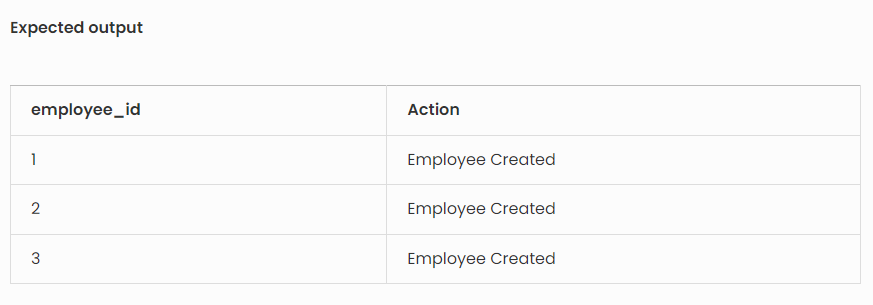 Expected output
employee_id Action
1 Employee Created
2 Employee Created
3 Employee Created